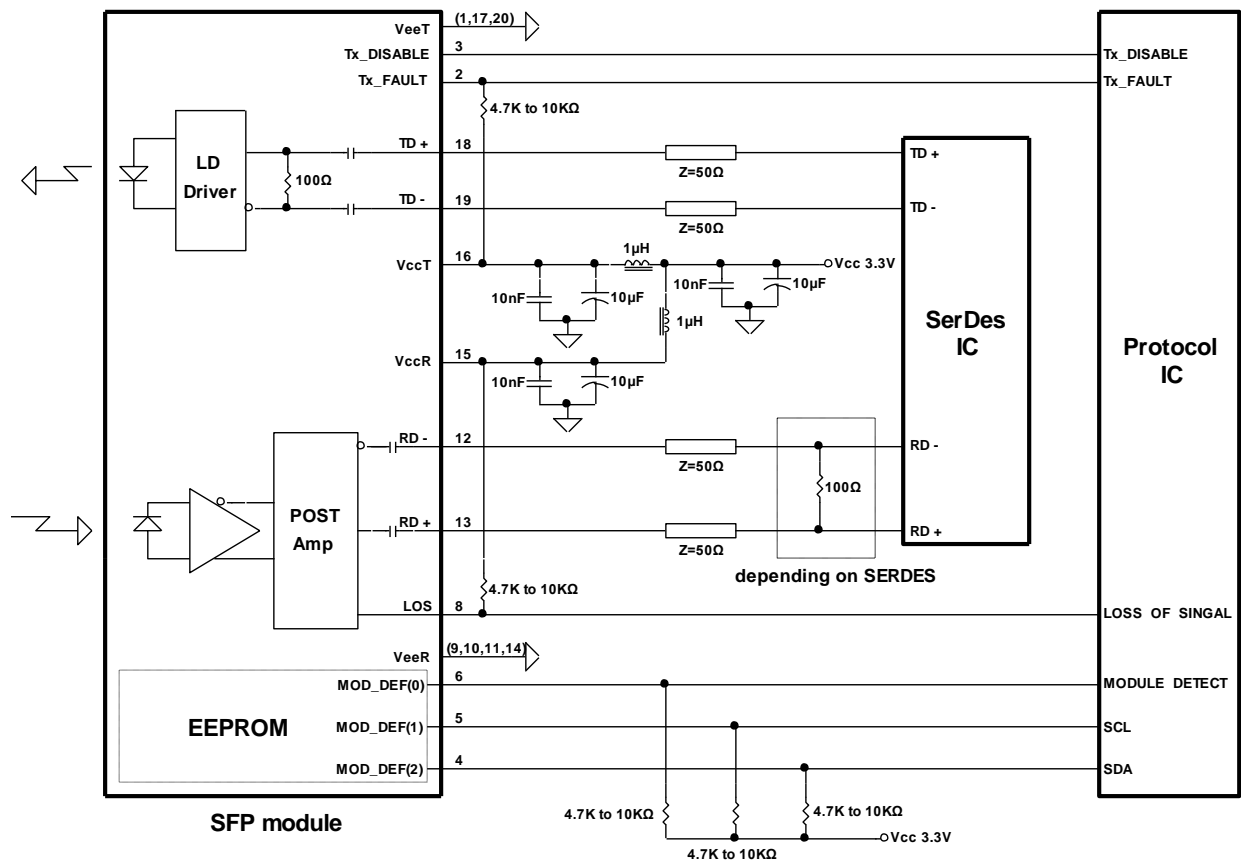 VeeT
(1,17,20)
Tx_DISABLE
3
Tx_DISABLE
Tx_FAULT
2
Tx_FAULT
4.7K to 10KΩ
LD
Driver
100Ω
TD +
18
Z=50Ω
TD +
TD -
19
Z=50Ω
TD -
1µH
VccT
16
Vcc 3.3V
10nF
10µF
10nF
10µF
1µH
SerDes
IC
Protocol
IC
VccR
15
10nF
10µF
RD -
12
Z=50Ω
RD -
100Ω
POST
Amp
RD +
13
Z=50Ω
RD +
depending on SERDES
4.7K to 10KΩ
LOS
8
LOSS OF SINGAL
VeeR
(9,10,11,14)
MOD_DEF(0)
6
MODULE DETECT
EEPROM
MOD_DEF(1)
5
SCL
MOD_DEF(2)
4
SDA
SFP module
4.7K to 10KΩ
4.7K to 10KΩ
Vcc 3.3V
4.7K to 10KΩ